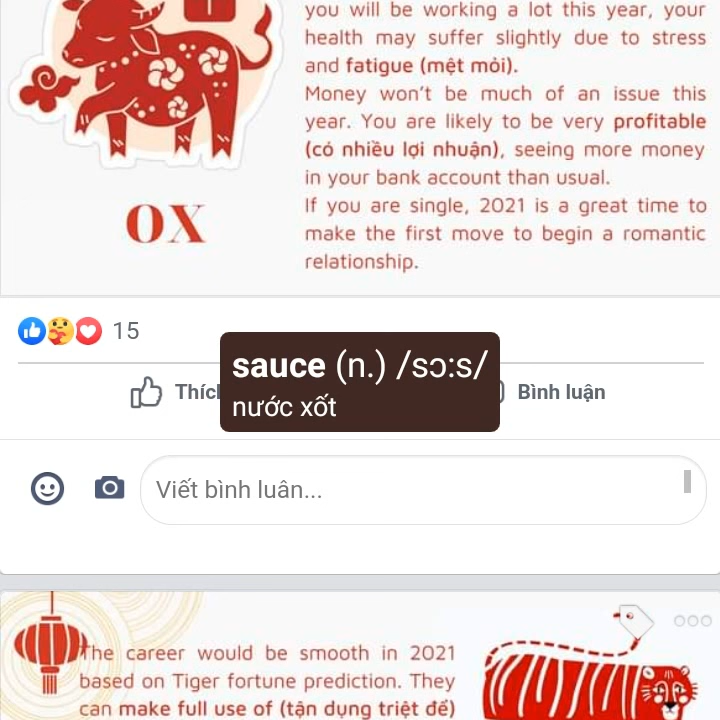 you will be working a lot this year, your
health may suffer slightly due to stress
and fatigue (mệt mỏi).
Money won't be much of an issue this
year. You are likely to be very profitable
(có nhiều lợi nhuận), seeing more money
in your bank account than usual.
If you are single, 2021 is a great time to
make the first move to begin a romantic
relationship.
OX
15
sauce (n.) /sɔːs/
nước xốt
Bình luận
Viết bình luận...
The career would be smooth in 2021
based on Tiger fortune prediction. They
can make full use of (tận dụng triệt để)